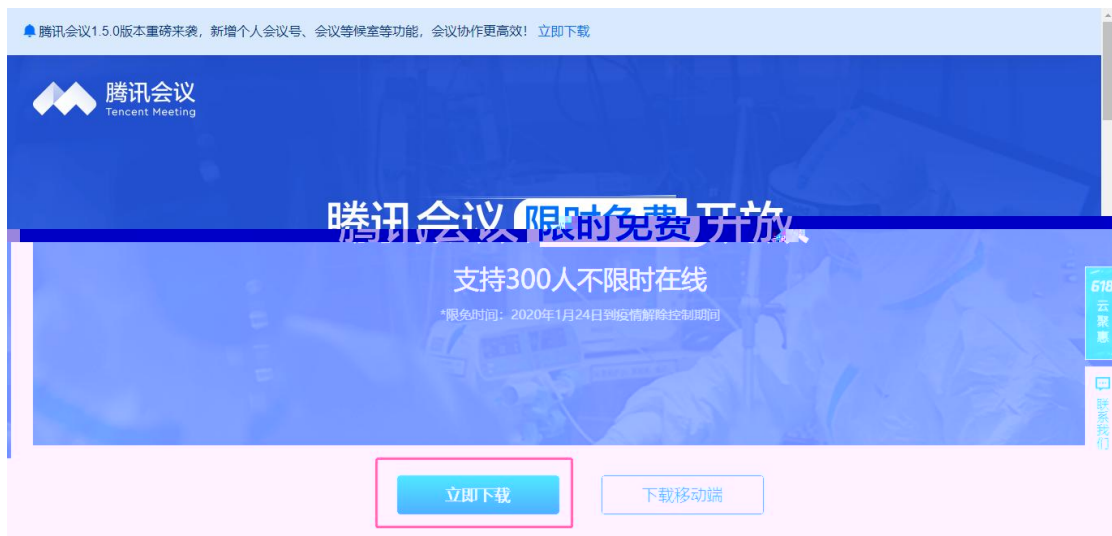 腾讯会议1.5.0版本重磅来袭，新增个人会议号、会议等候室等功能，会议协作更高效！ 立即下载
腾讯会议
Tencent Meeting
腾讯会议 限时免费 开放
支持300人不限时在线
*限免时间：2020年1月24日到疫情解除控制期间
618
云
聚
惠
联
系
我
们
立即下载
下载移动端